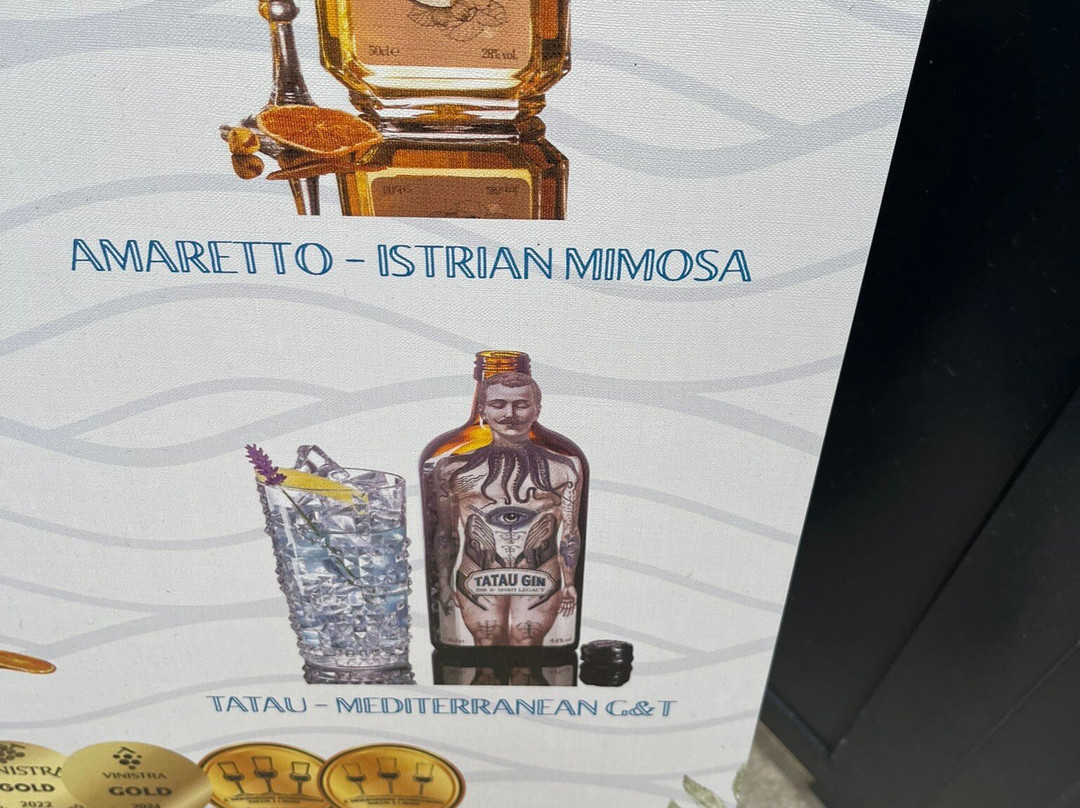 50cl e 28% vol.
AMARETTO – ISTRIAN MIMOSA
TATAU GIN
INK & SPIRIT LEGACY
TATAU – MEDITERRANEAN G&T
VINISTRA
GOLD
2022
VINISTRA
GOLD
2024